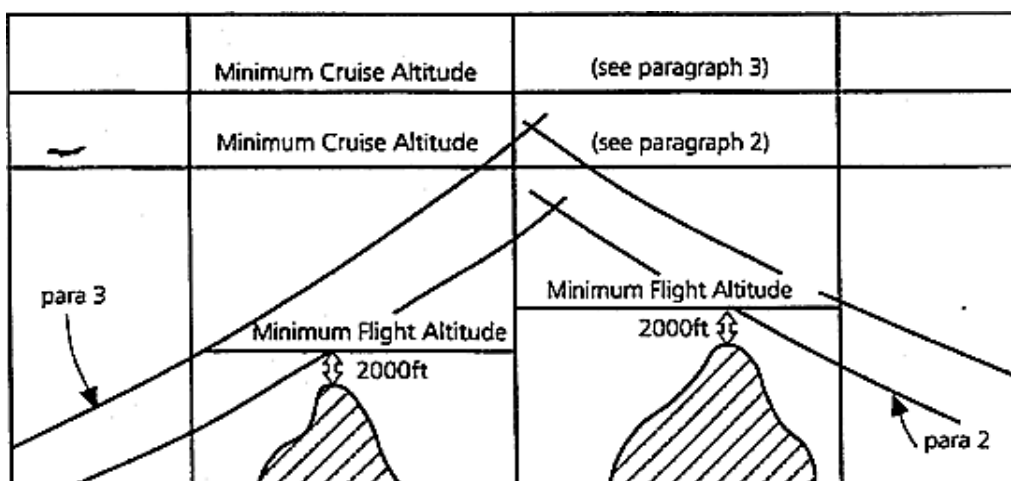 Minimum Cruise Altitude (see paragraph 3)
Minimum Cruise Altitude (see paragraph 2)
para 3
Minimum Flight Altitude
2000ft
Minimum Flight Altitude
2000ft
para 2